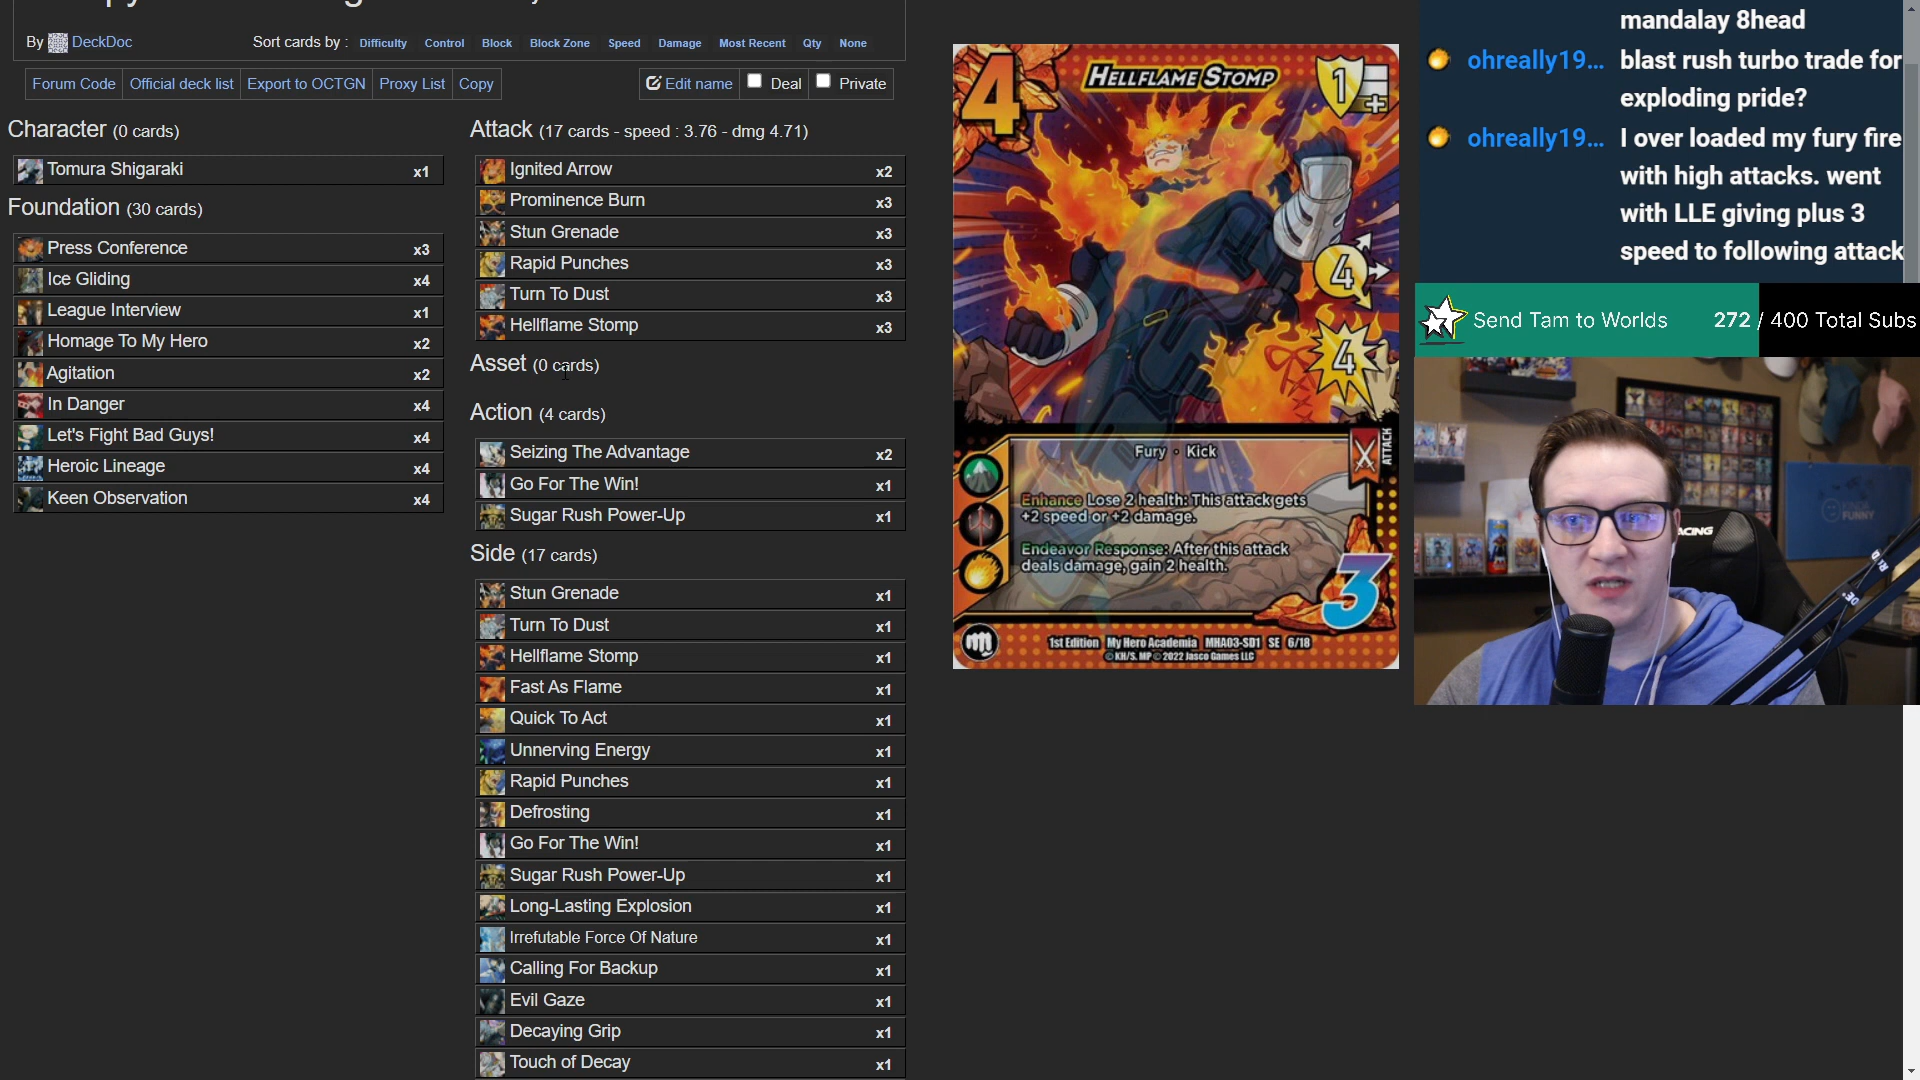 By DeckDoc
Sort cards by : Difficulty Control Block Block Zone Speed Damage Most Recent Qty None
Forum Code Official deck list Export to OCTGN Proxy List Copy
Edit name Deal Private
Character (0 cards)
Tomura Shigaraki x1
Foundation (30 cards)
Press Conference x3
Ice Gliding x4
League Interview x1
Homage To My Hero x2
Agitation x2
In Danger x4
Let's Fight Bad Guys! x4
Heroic Lineage x4
Keen Observation x4
Attack (17 cards - speed : 3.76 - dmg 4.71)
Ignited Arrow x2
Prominence Burn x3
Stun Grenade x3
Rapid Punches x3
Turn To Dust x3
Hellflame Stomp x3
Asset (0 cards)
Action (4 cards)
Seizing The Advantage x2
Go For The Win! x1
Sugar Rush Power-Up x1
Side (17 cards)
Stun Grenade x1
Turn To Dust x1
Hellflame Stomp x1
Fast As Flame x1
Quick To Act x1
Unnerving Energy x1
Rapid Punches x1
Defrosting x1
Go For The Win! x1
Sugar Rush Power-Up x1
Long-Lasting Explosion x1
Irrefutable Force Of Nature x1
Calling For Backup x1
Evil Gaze x1
Decaying Grip x1
Touch of Decay x1
4
HELLFLAME STOMP
1
+
4
4
ATTACK
Fury • Kick
Enhance Lose 2 health: This attack gets
+2 speed or +2 damage.
Endeavor Response: After this attack
deals damage, gain 2 health.
3
1st Edition My Hero Academia MHA03-SD1 SE 6/18
©KH/S. MP © 2022 Jasco Games LLC
mandalay 8head
ohreally19... blast rush turbo trade for
exploding pride?
ohreally19... I over loaded my fury fire
with high attacks. went
with LLE giving plus 3
speed to following attack
Send Tam to Worlds 272 / 400 Total Subs